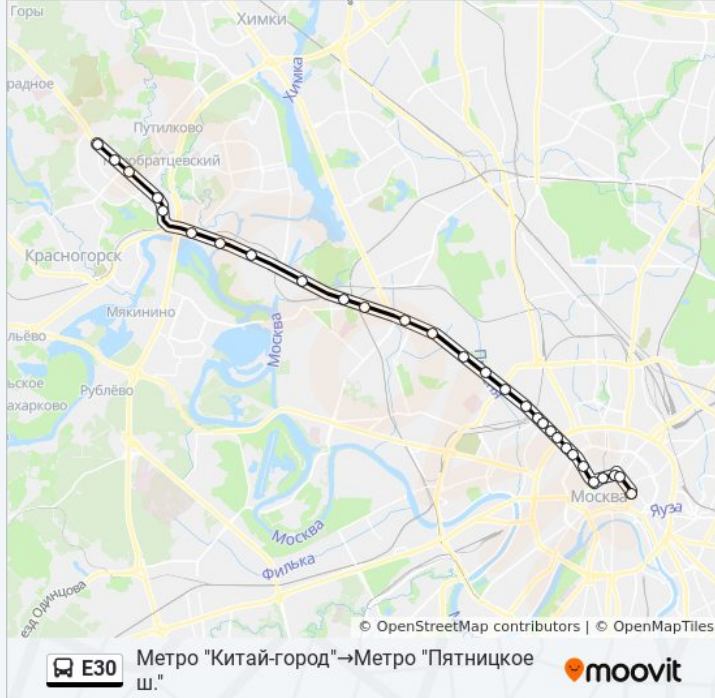 Горы
Химки
Химка
радное
Путилково
братцевский
Красногорск
Мякинино
льёво
Москва
ьское
ахарково
Рублёво
Москва
Яуза
Москва
Филька
езд Одинцова
© OpenStreetMap contributors | © OpenMapTiles
E30
Метро "Китай-город"→Метро "Пятницкое
ш."
moovit